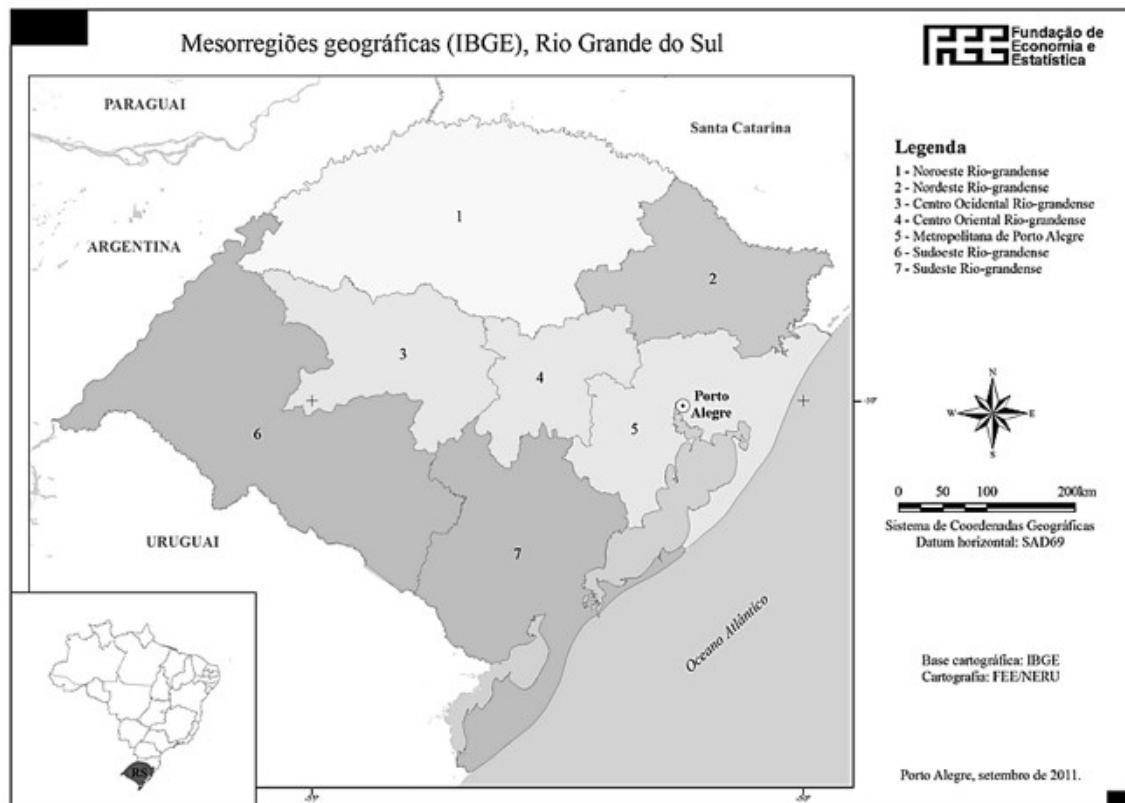 Mesorregiões geográficas (IBGE), Rio Grande do Sul
FEE
Fundação de
Economia e
Estatística
PARAGUAI
Santa Catarina
ARGENTINA
URUGUAI
Oceano Atlântico
Porto
Alegre
1
2
3
4
5
6
7
RS
Legenda
1 - Noroeste Rio-grandense
2 - Nordeste Rio-grandense
3 - Centro Ocidental Rio-grandense
4 - Centro Oriental Rio-grandense
5 - Metropolitana de Porto Alegre
6 - Sudoeste Rio-grandense
7 - Sudeste Rio-grandense
N
W
E
S
0 50 100 200km
Sistema de Coordenadas Geográficas
Datum horizontal: SAD69
Base cartográfica: IBGE
Cartografia: FEE/NERU
Porto Alegre, setembro de 2011.